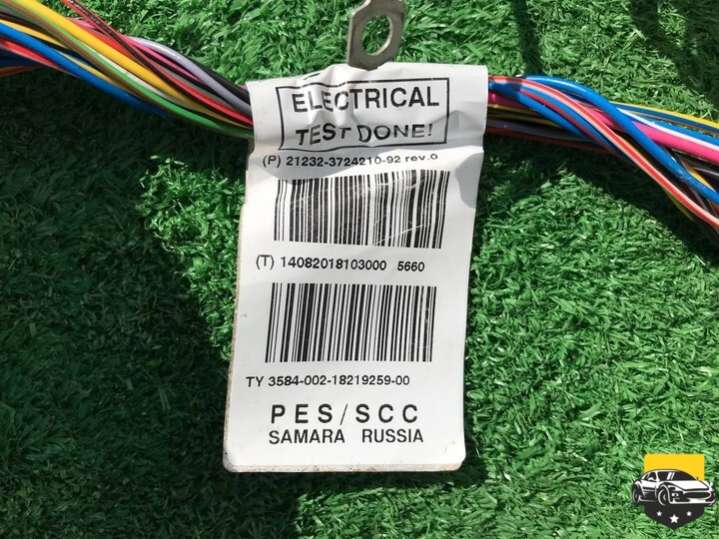 ELECTRICAL
TEST DONE!
(P) 21232-3724210-92 rev.0
(T) 14082018103000 5660
TY 3584-002-18219259-00
PES/SCC
SAMARA RUSSIA